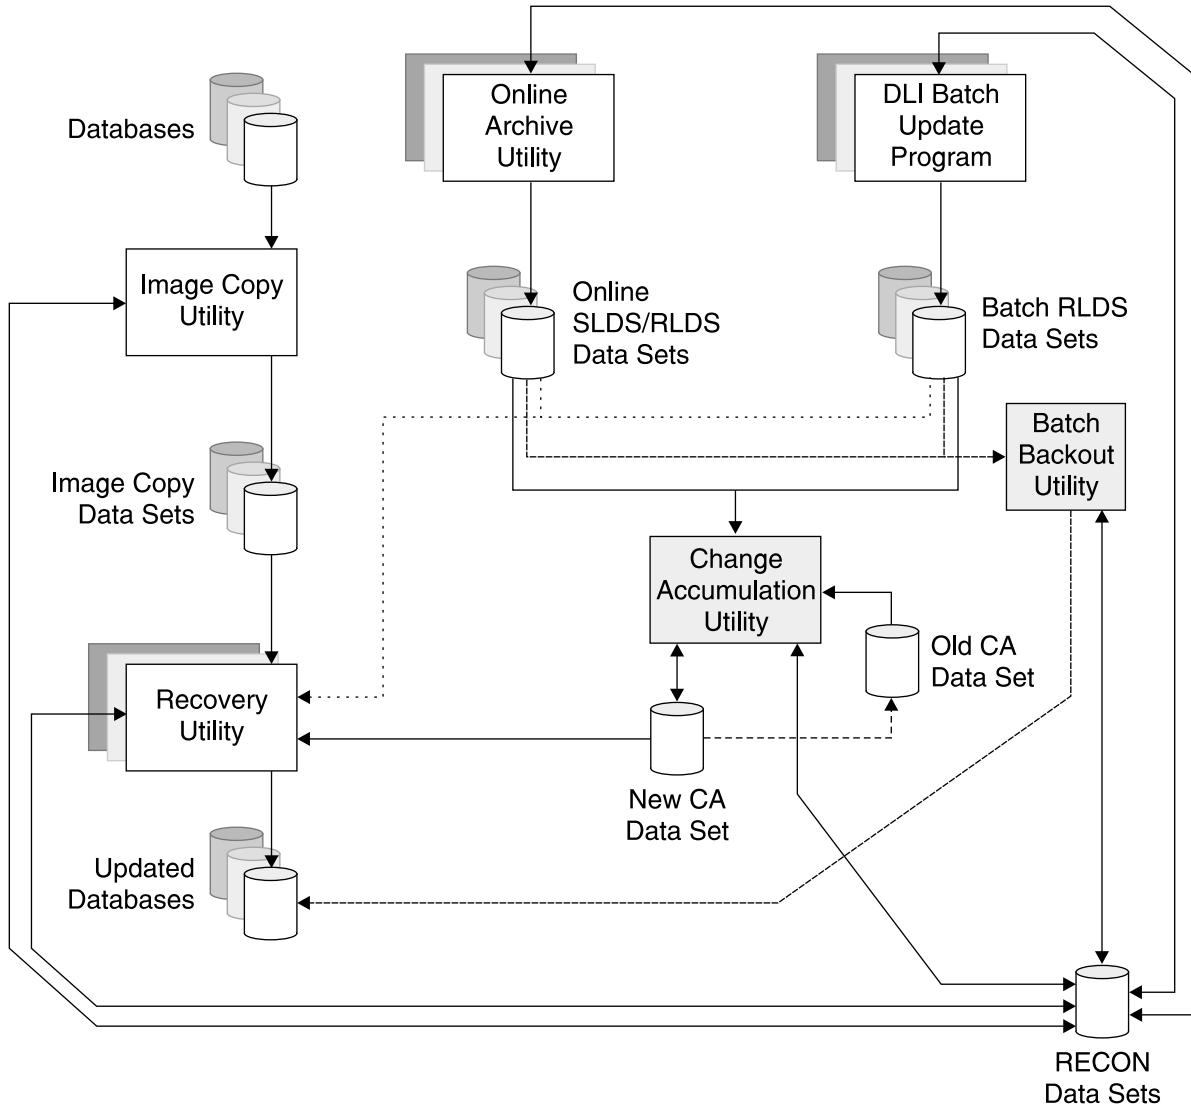 Online
Archive
Utility
DLI Batch
Update
Program
Databases
Image Copy
Utility
Online
SLDS/RLDS
Data Sets
Batch RLDS
Data Sets
Batch
Backout
Utility
Image Copy
Data Sets
Change
Accumulation
Utility
Old CA
Data Set
Recovery
Utility
New CA
Data Set
Updated
Databases
RECON
Data Sets